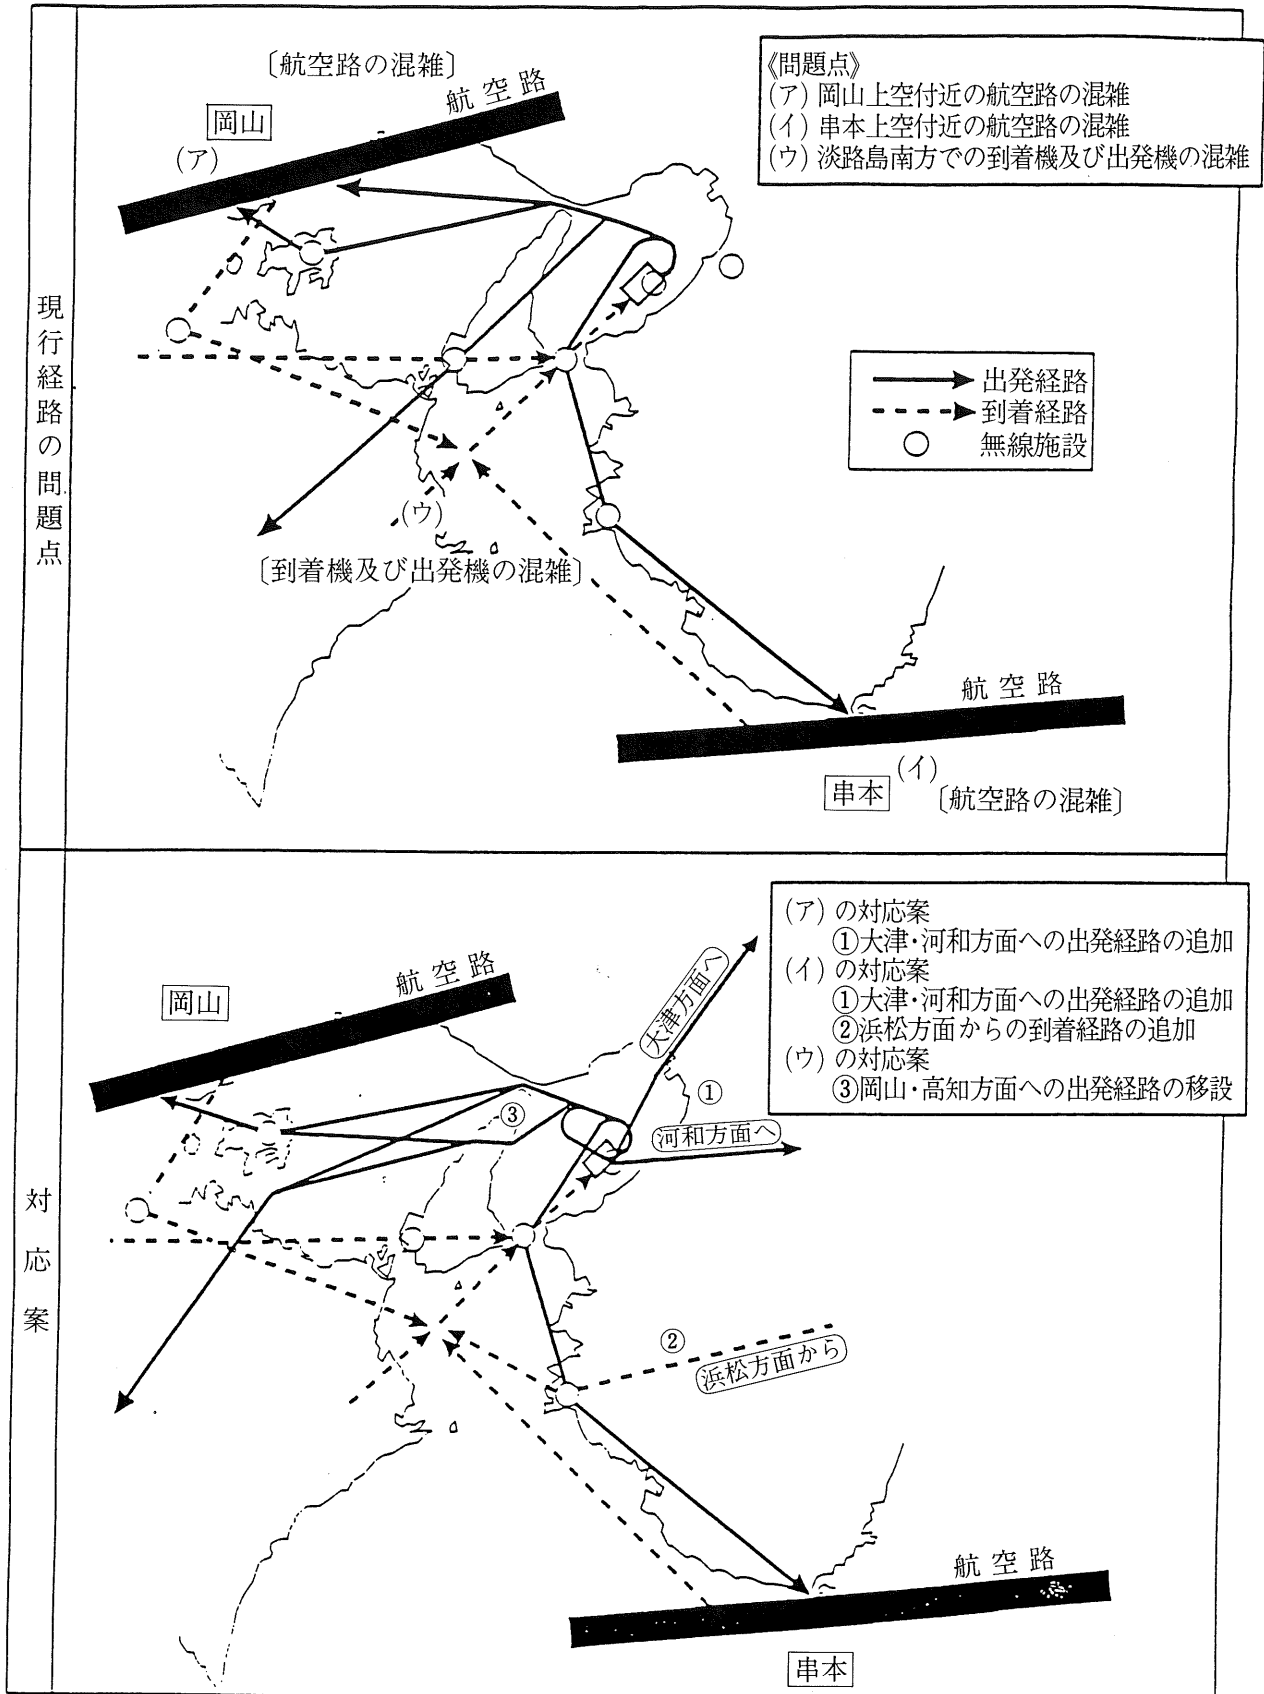 現行経路の問題点
〔航空路の混雑〕
航空路
岡山
(ア)
《問題点》
(ア) 岡山上空付近の航空路の混雑
(イ) 串本上空付近の航空路の混雑
(ウ) 淡路島南方での到着機及び出発機の混雑
出発経路
到着経路
無線施設
(ウ)
〔到着機及び出発機の混雑〕
航空路
(イ)
串本
〔航空路の混雑〕
対応案
(ア) の対応案
①大津・河和方面への出発経路の追加
(イ) の対応案
①大津・河和方面への出発経路の追加
②浜松方面からの到着経路の追加
(ウ) の対応案
③岡山・高知方面への出発経路の移設
航空路
岡山
大津方面へ
①
③
河和方面へ
②
浜松方面から
航空路
串本